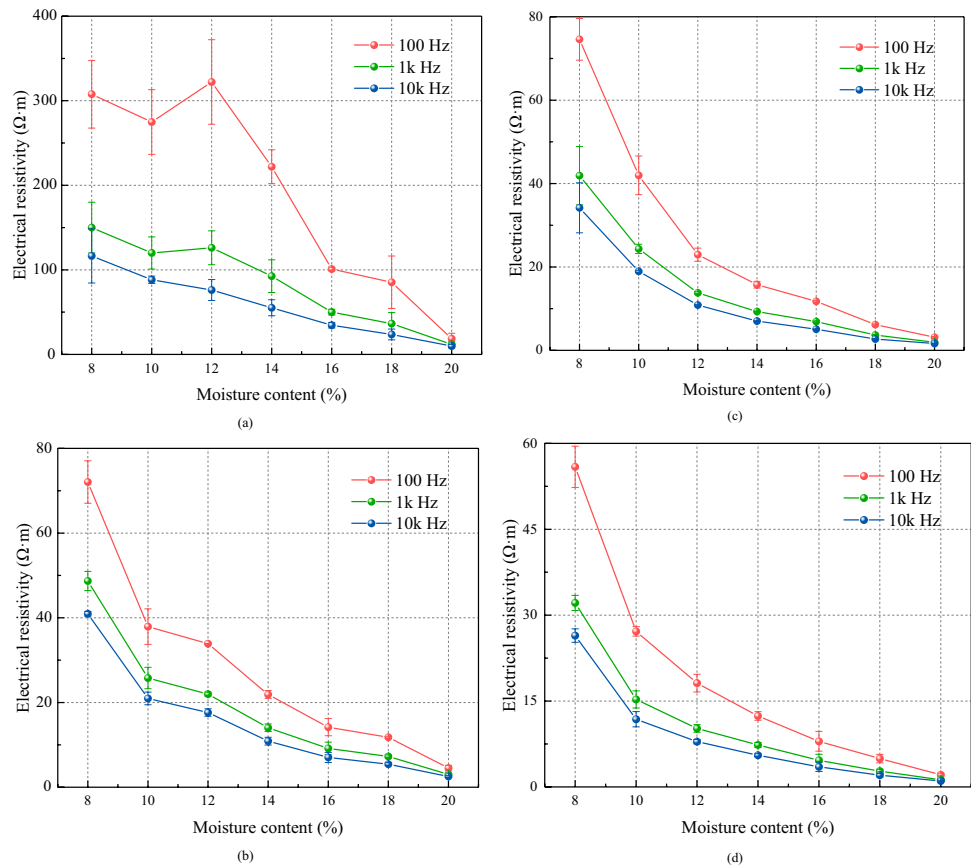 400
300
200
100
0
Electrical resistivity (Ω·m)
100 Hz
1k Hz
10k Hz
8 10 12 14 16 18 20
Moisture content (%)
(a)
80
60
40
20
0
Electrical resistivity (Ω·m)
100 Hz
1k Hz
10k Hz
8 10 12 14 16 18 20
Moisture content (%)
(c)
80
60
40
20
0
Electrical resistivity (Ω·m)
100 Hz
1k Hz
10k Hz
8 10 12 14 16 18 20
Moisture content (%)
(b)
60
45
30
15
0
Electrical resistivity (Ω·m)
100 Hz
1k Hz
10k Hz
8 10 12 14 16 18 20
Moisture content (%)
(d)